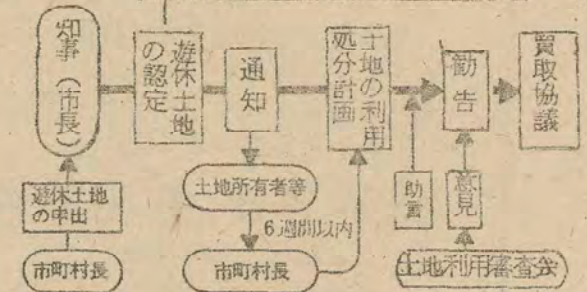 知事（市長）
遊休土地
の認定
通知
土地の利用
処分計画
勧告
買取協議
遊休土地
の申出
市町村長
土地所有者等
6週間以内
市町村長
助言
意見
土地利用審査会